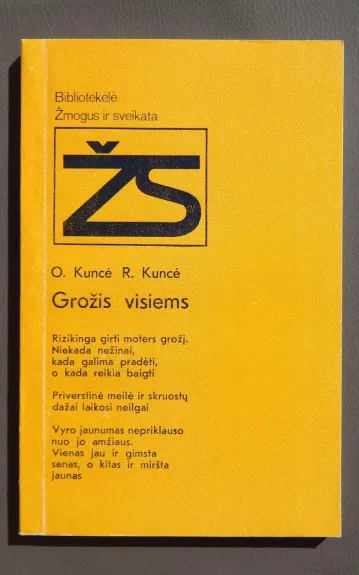 Bibliotekėlė
Žmogus ir sveikata
ŽS
O. Kuncė R. Kuncė
Grožis visiems
Rizikinga girti moters grožį.
Niekada nežinai,
kada galima pradėti,
o kada reikia baigti
Priverstinė meilė ir skruostų
dažai laikosi neilgai
Vyro jaunumas nepriklauso
nuo jo amžiaus.
Vienas jau ir gimsta
senas, o kitas ir miršta
jaunas